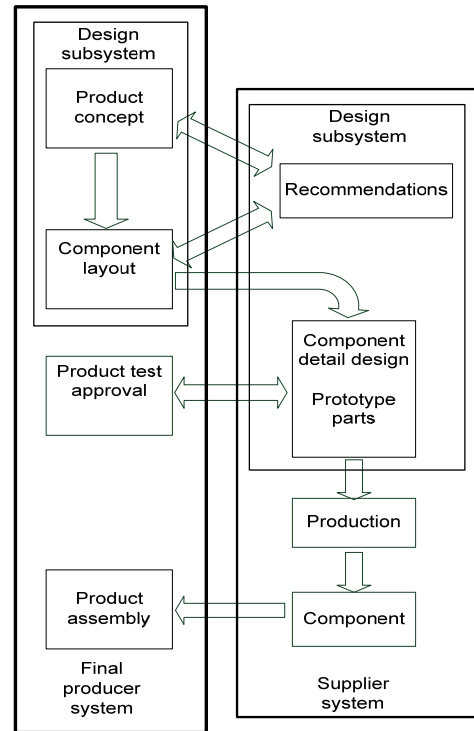 Design
subsystem
Product
concept
Component
layout
Product test
approval
Product
assembly
Final
producer
system
Design
subsystem
Recommendations
Component
detail design
Prototype
parts
Production
Component
Supplier
system